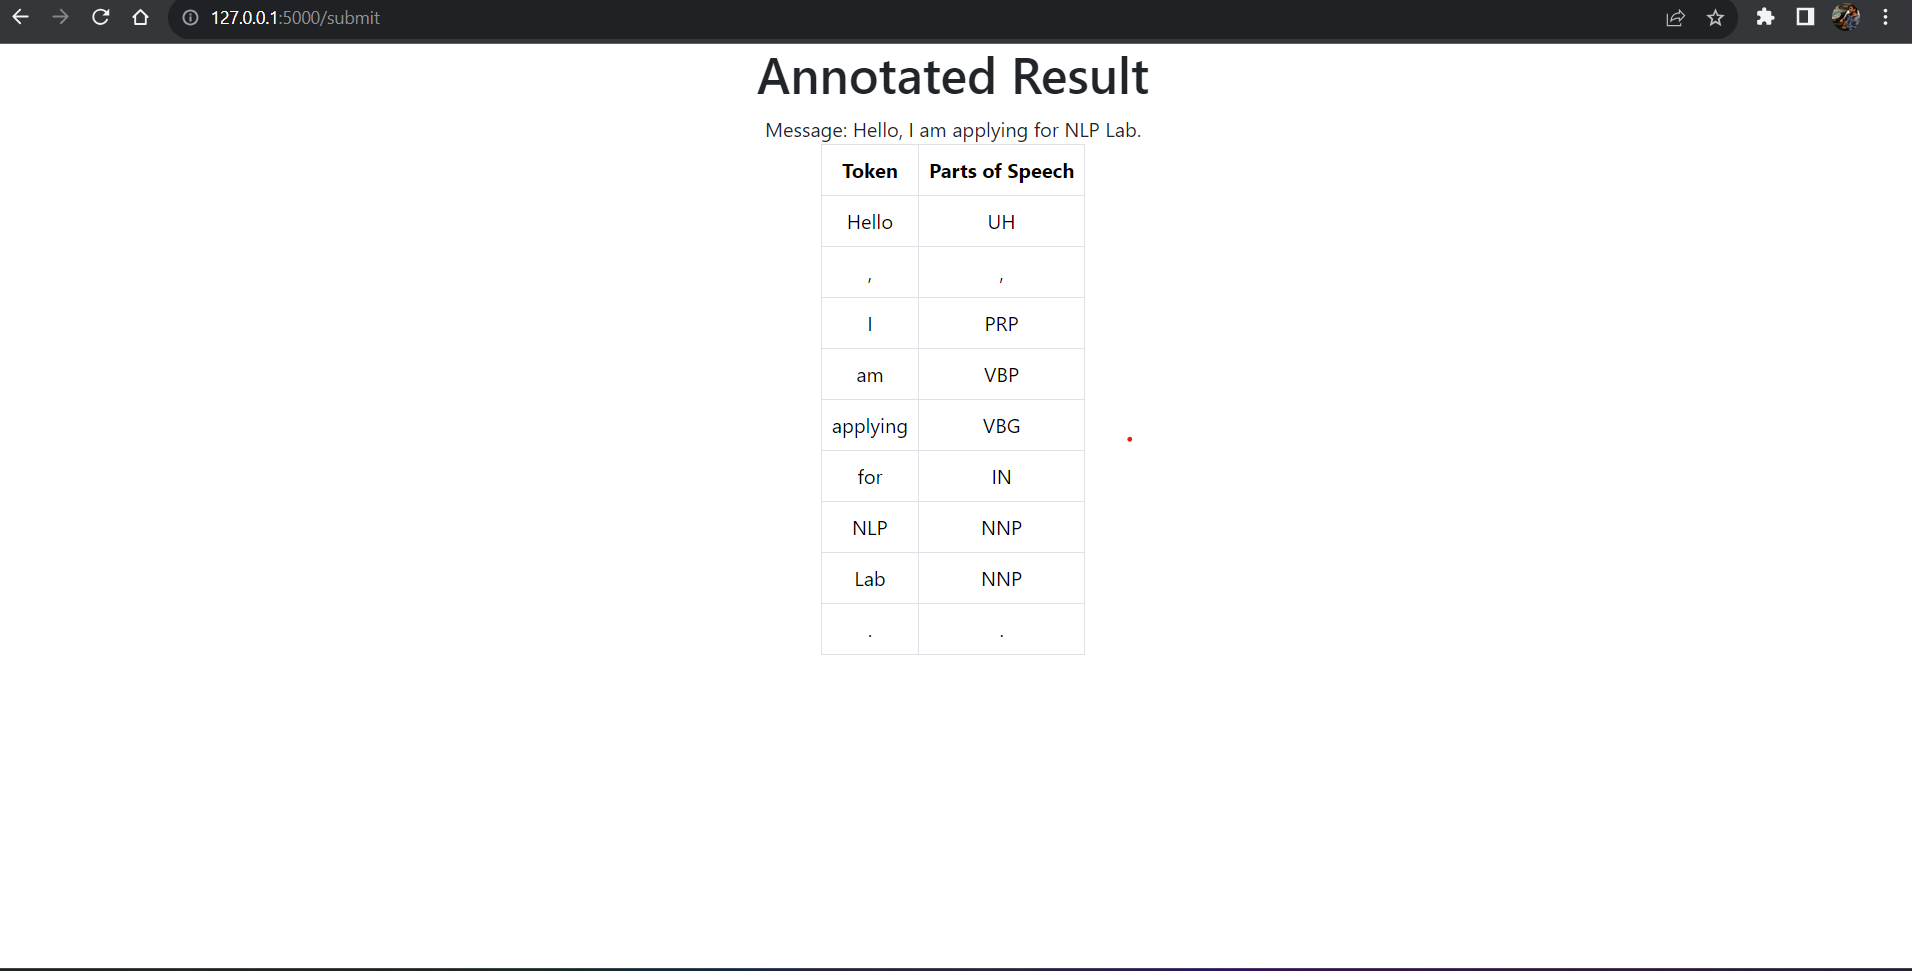 127.0.0.1:5000/submit
Annotated Result
Message: Hello, I am applying for NLP Lab.
Token Parts of Speech
Hello UH
, ,
I PRP
am VBP
applying VBG
for IN
NLP NNP
Lab NNP
. .